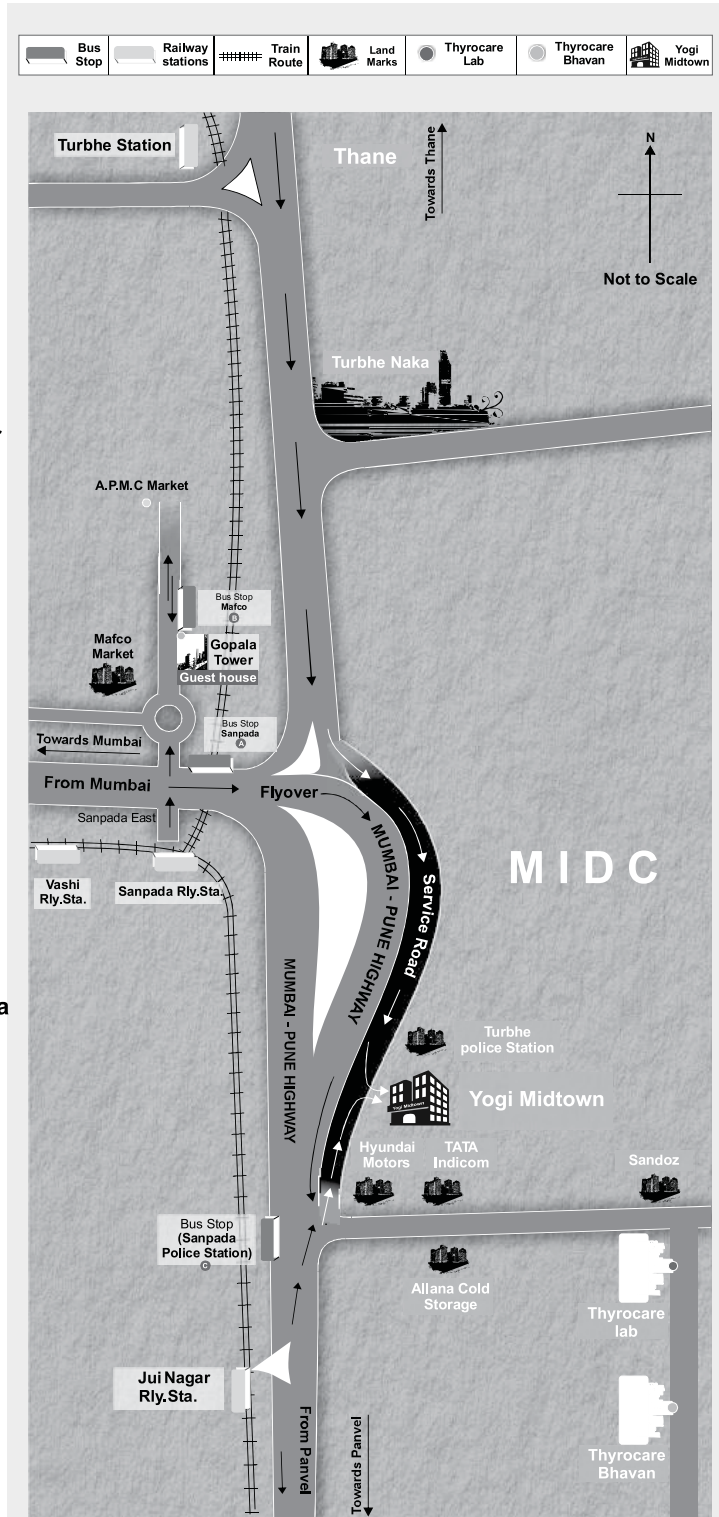 Bus
Stop
Railway
stations
Train
Route
Land
Marks
Thyrocare
Lab
Thyrocare
Bhavan
Yogi
Midtown
Turbhe Station
Thane
Towards Thane
N
Not to Scale
Turbhe Naka
A.P.M.C Market
Bus Stop
Mafco
B
Mafco
Market
Gopala
Tower
Guest house
Bus Stop
Sanpada
A
Towards Mumbai
From Mumbai
Flyover
Sanpada East
MUMBAI - PUNE HIGHWAY
Service Road
MIDC
Vashi
Rly.Sta.
Sanpada Rly.Sta.
a
MUMBAI - PUNE HIGHWAY
Turbhe
police Station
Yogi Midtown
Yogi Midtown
Hyundai
Motors
TATA
Indicom
Sandoz
Bus Stop
(Sanpada
Police Station)
C
Allana Cold
Storage
Thyrocare
lab
Jui Nagar
Rly.Sta.
From Panvel
Towards Panvel
Thyrocare
Bhavan